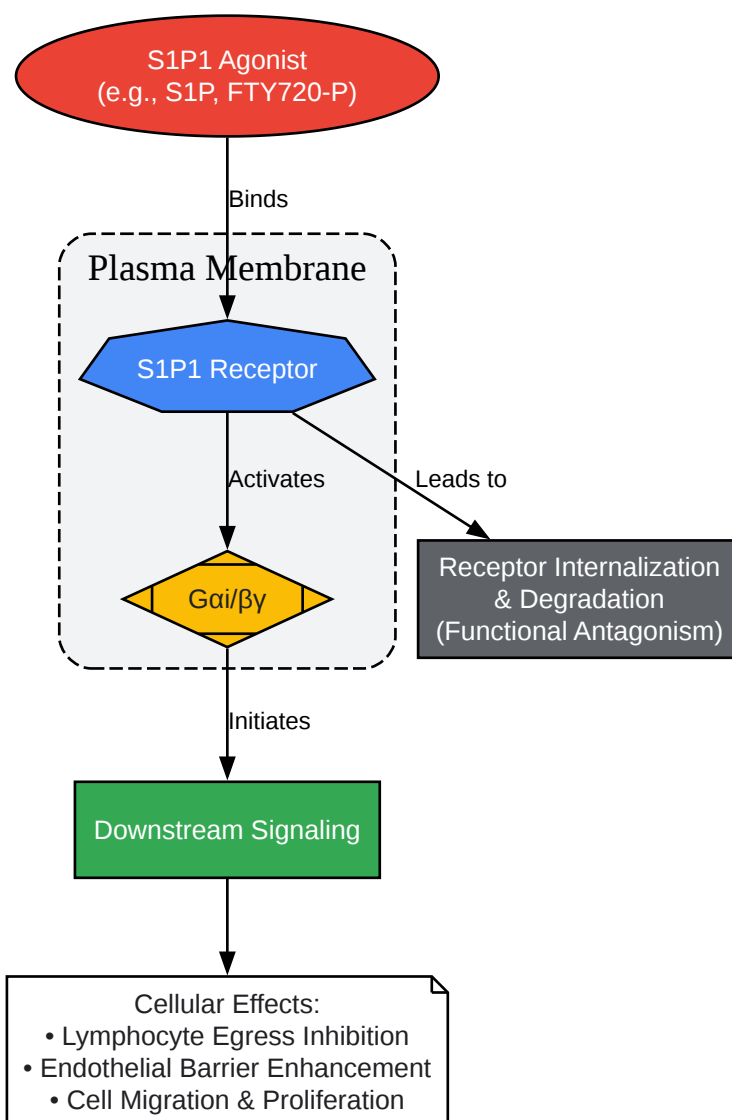 S1P1 Agonist
(e.g., S1P, FTY720-P)
Binds
Plasma Membrane
S1P1 Receptor
Activates
Leads to
Receptor Internalization
& Degradation
(Functional Antagonism)
Gαi/βγ
Initiates
Downstream Signaling
Cellular Effects:
• Lymphocyte Egress Inhibition
• Endothelial Barrier Enhancement
• Cell Migration & Proliferation